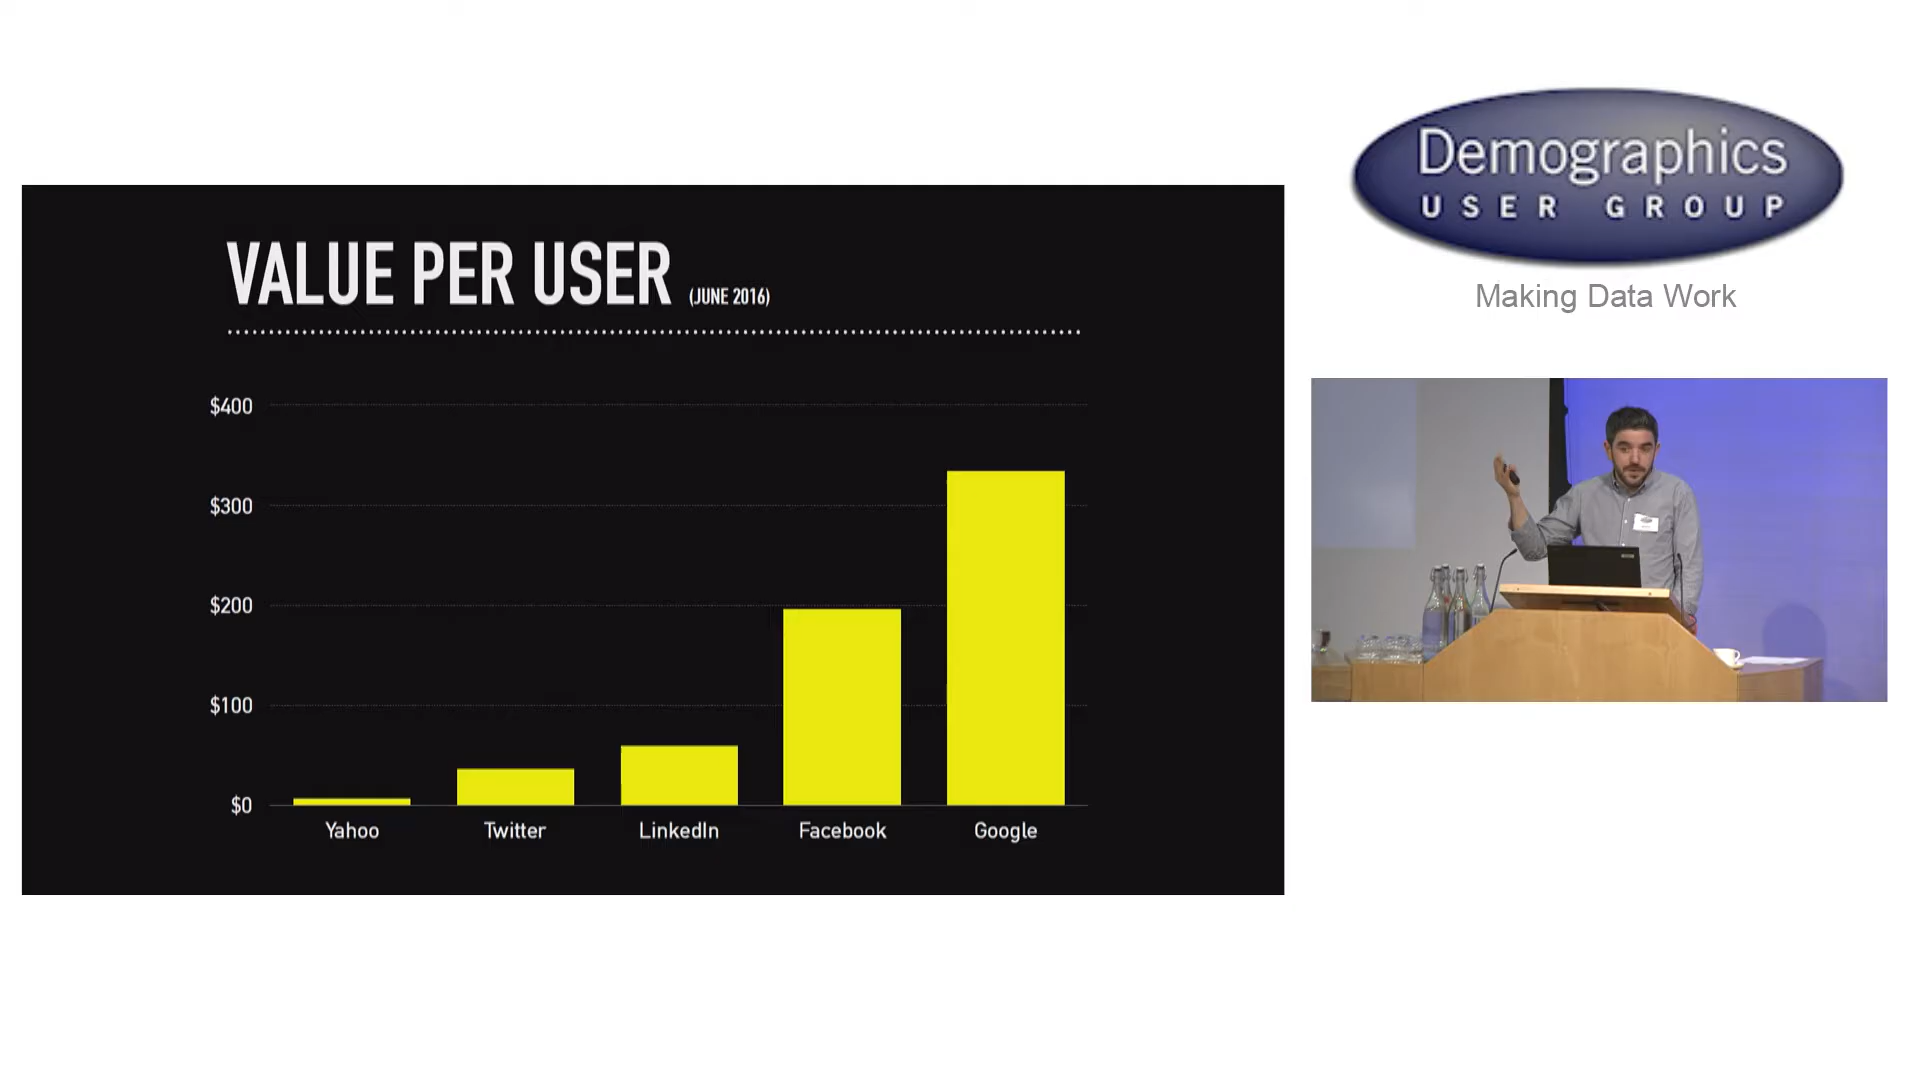 VALUE PER USER (JUNE 2016)
$400
$300
$200
$100
$0
Yahoo
Twitter
LinkedIn
Facebook
Google
Demographics
USER GROUP
Making Data Work